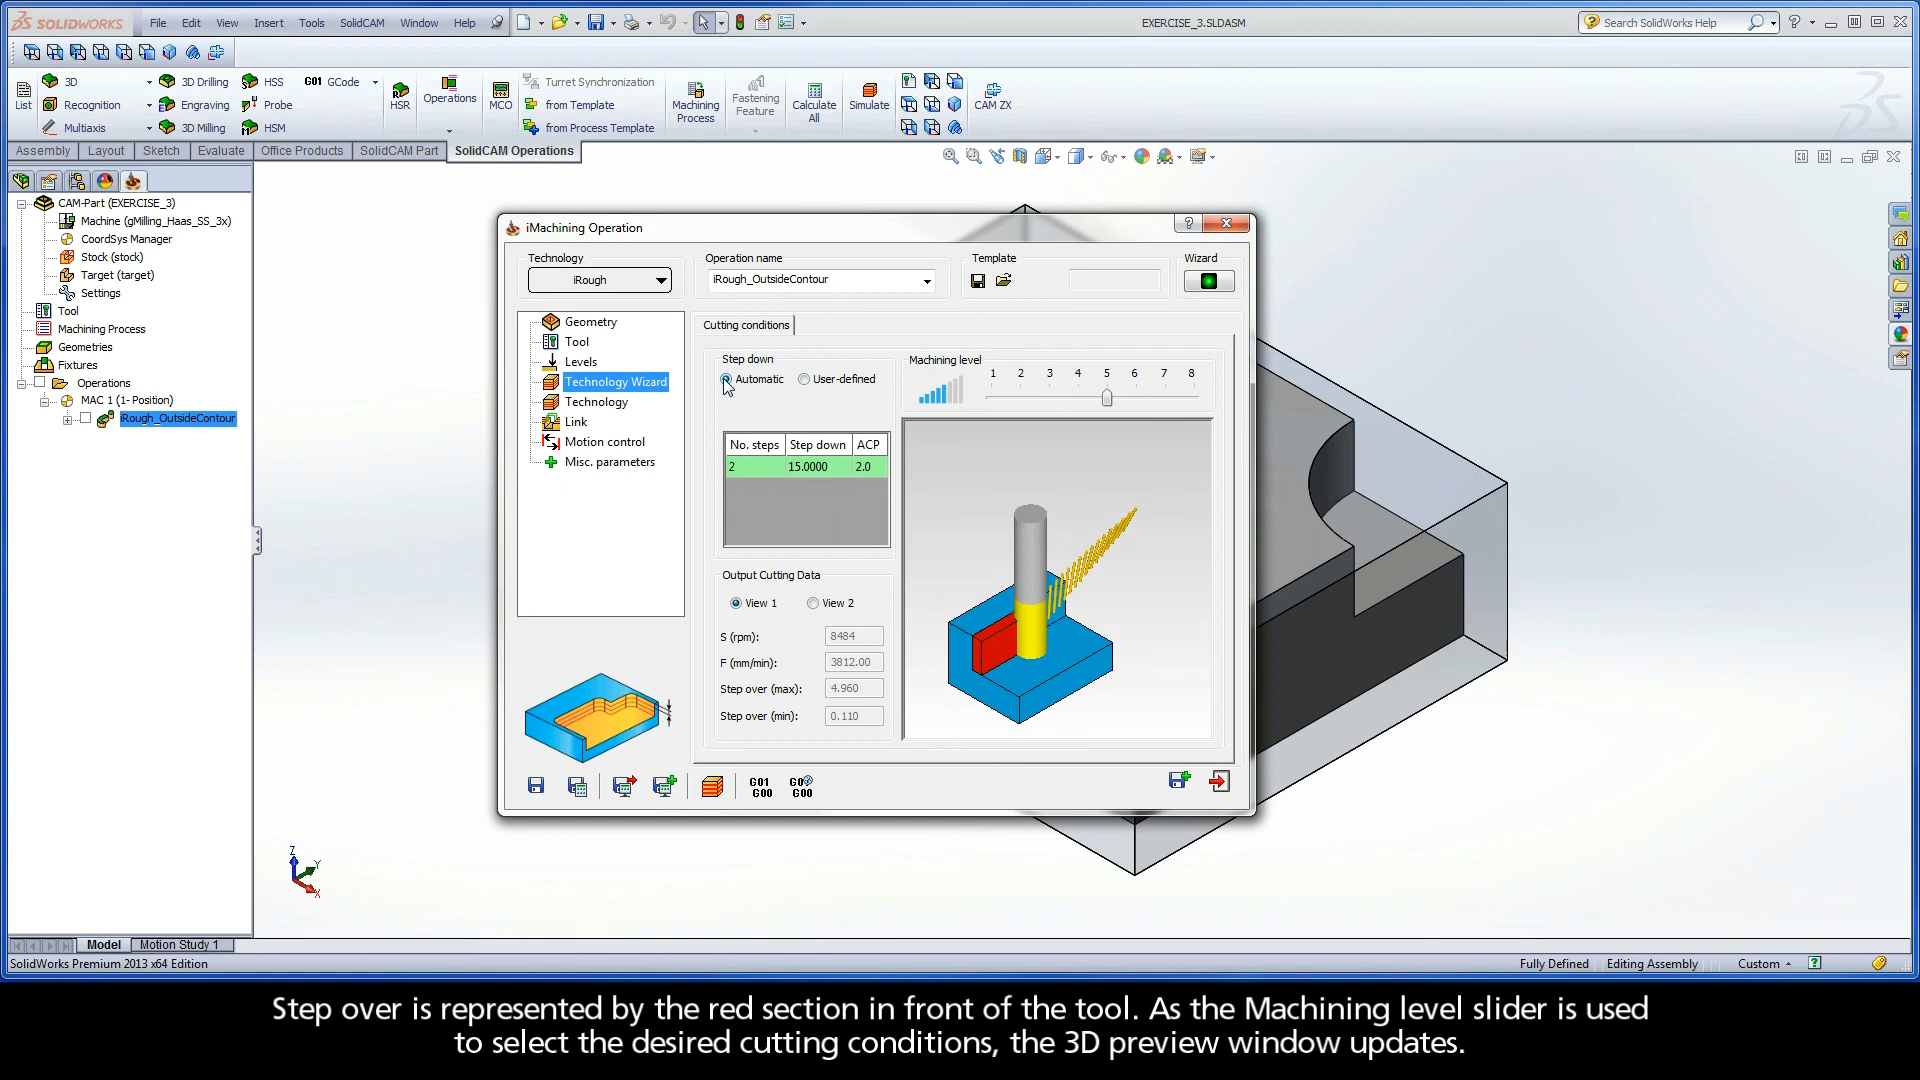 SOLIDWORKS File Edit View Insert Tools SolidCAM Window Help EXERCISE_3.SLDASM Search SolidWorks Help
3D 3D Drilling HSS G01 GCode Turret Synchronization
List Recognition Engraving Probe HSR Operations MCO from Template Machining Process Fastening Feature Calculate All Simulate CAM ZX
Multiaxis 3D Milling HSM from Process Template
Assembly Layout Sketch Evaluate Office Products SolidCAM Part SolidCAM Operations
CAM-Part (EXERCISE_3)
Machine (gMilling_Haas_SS_3x)
CoordSys Manager
Stock (stock)
Target (target)
Settings
Tool
Machining Process
Geometries
Fixtures
Operations
MAC 1 (1- Position)
iRough_OutsideContour
iMachining Operation
Technology Operation name Template Wizard
iRough iRough_OutsideContour
Geometry
Tool
Levels
Technology Wizard
Technology
Link
Motion control
Misc. parameters
Cutting conditions
Step down Machining level
Automatic User-defined 1 2 3 4 5 6 7 8
No. steps Step down ACP
2 15.0000 2.0
Output Cutting Data
View 1 View 2
S (rpm): 8484
F (mm/min): 3812.00
Step over (max): 4.960
Step over (min): 0.110
G01 G00
G00
Z Y X
Model Motion Study 1
SolidWorks Premium 2013 x64 Edition Fully Defined Editing Assembly Custom
Step over is represented by the red section in front of the tool. As the Machining level slider is used
to select the desired cutting conditions, the 3D preview window updates.